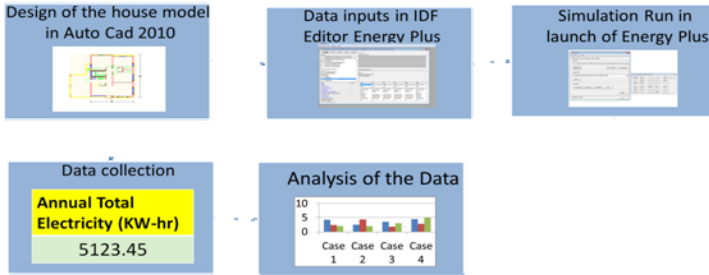 Design of the house model
in Auto Cad 2010
Data inputs in IDF
Editor Energy Plus
Simulation Run in
launch of Energy Plus
Data collection
Annual Total
Electricity (KW-hr)
5123.45
Analysis of the Data
10
5
0
Case Case Case Case
1 2 3 4